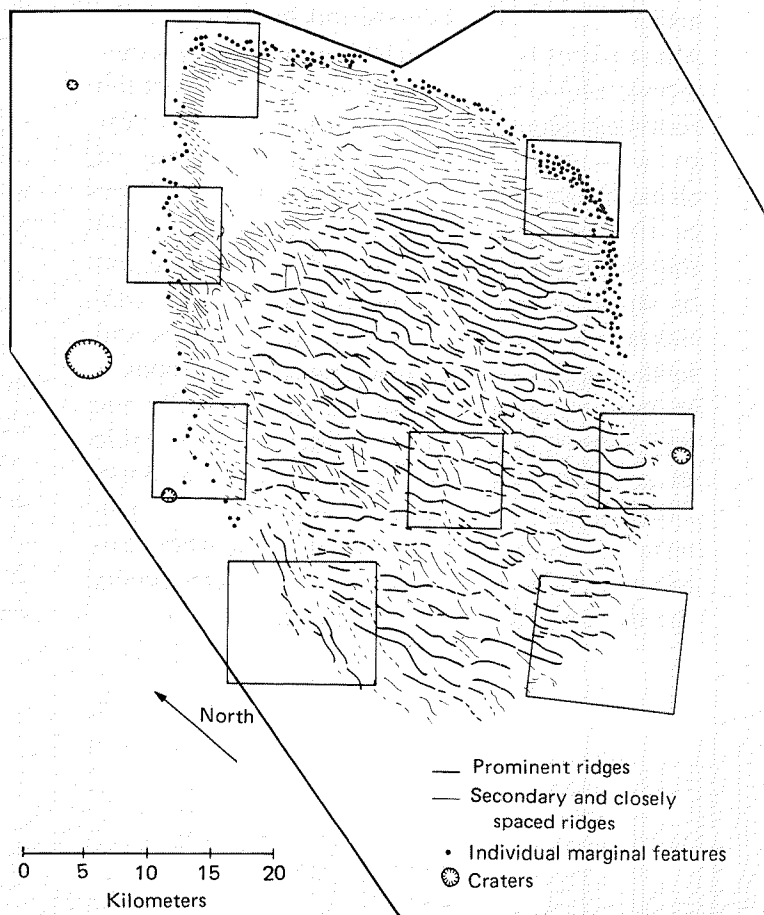 North
Prominent ridges
Secondary and closely
spaced ridges
Individual marginal features
Craters
0 5 10 15 20
Kilometers